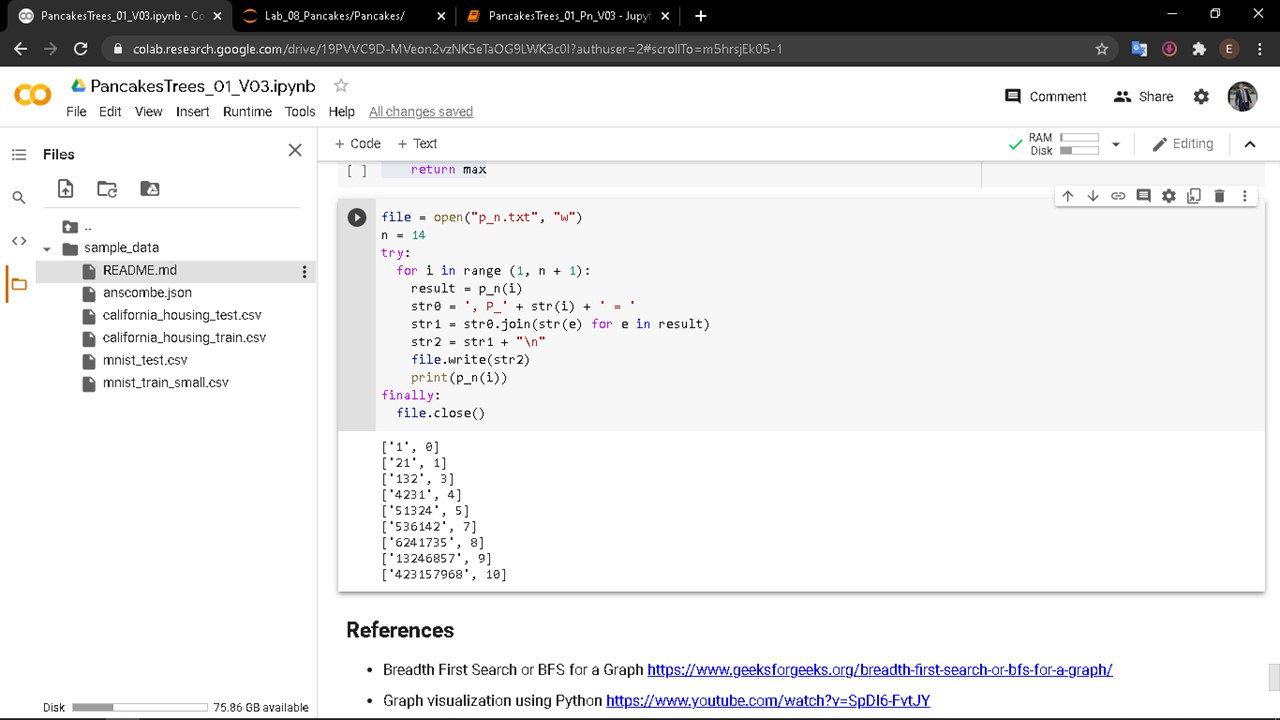 PancakesTrees_01_V03.ipynb - Co
Lab_08_Pancakes/Pancakes/
PancakesTrees_01_Pn_V03 - Jupyt
colab.research.google.com/drive/19PVVC9D-MVeon2vzNK5eTaOG9LWK3c0I?authuser=2#scrollTo=m5hrsjEk05-1
E
PancakesTrees_01_V03.ipynb
File Edit View Insert Runtime Tools Help All changes saved
Comment Share
Files
+ Code + Text
RAM
Disk
Editing
[ ] return max
..
sample_data
README.md
anscombe.json
california_housing_test.csv
california_housing_train.csv
mnist_test.csv
mnist_train_small.csv
Disk 75.86 GB available
file = open("p_n.txt", "w")
n = 14
try:
for i in range (1, n + 1):
result = p_n(i)
str0 = ', P_' + str(i) + ' = '
str1 = str0.join(str(e) for e in result)
str2 = str1 + "\n"
file.write(str2)
print(p_n(i))
finally:
file.close()
['1', 0]
['21', 1]
['132', 3]
['4231', 4]
['51324', 5]
['536142', 7]
['6241735', 8]
['13246857', 9]
['423157968', 10]
References
• Breadth First Search or BFS for a Graph https://www.geeksforgeeks.org/breadth-first-search-or-bfs-for-a-graph/
• Graph visualization using Python https://www.youtube.com/watch?v=SpDI6-FvtJY